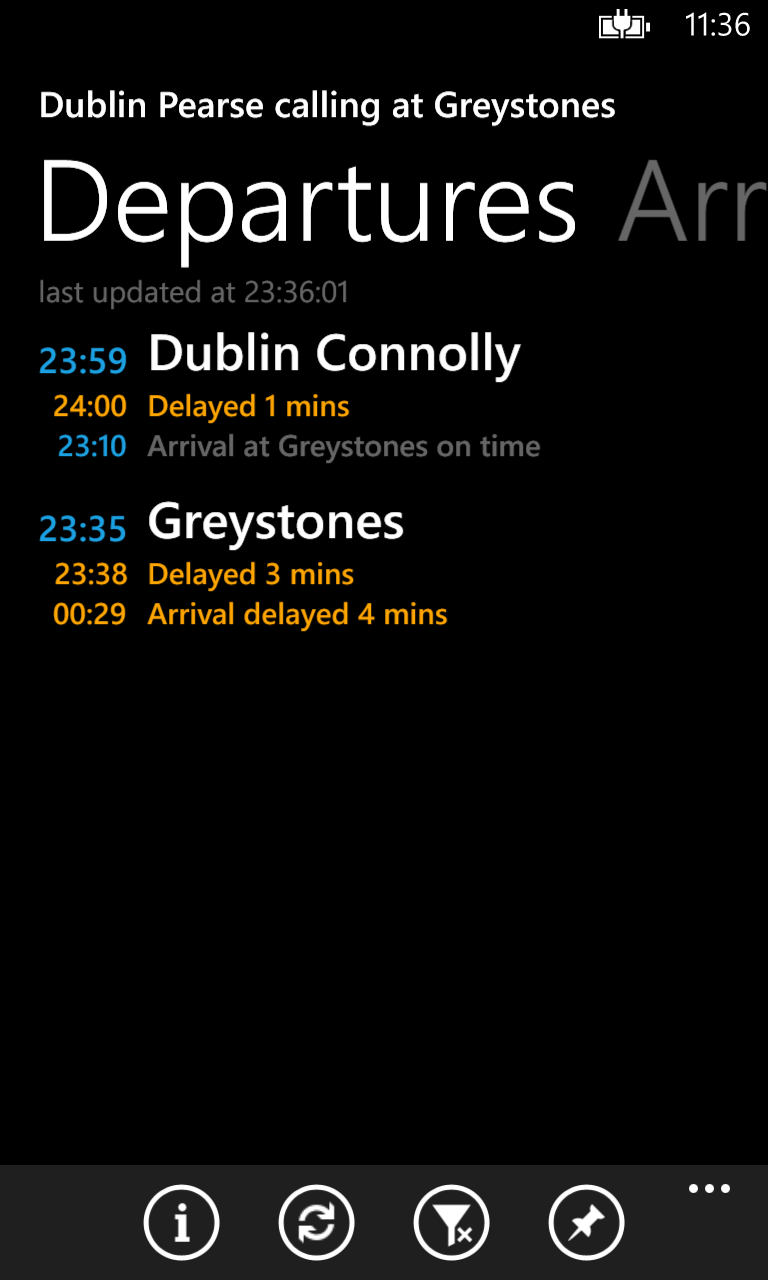 11:36
Dublin Pearse calling at Greystones
Departures Arr
last updated at 23:36:01
23:59 Dublin Connolly
24:00 Delayed 1 mins
23:10 Arrival at Greystones on time
23:35 Greystones
23:38 Delayed 3 mins
00:29 Arrival delayed 4 mins